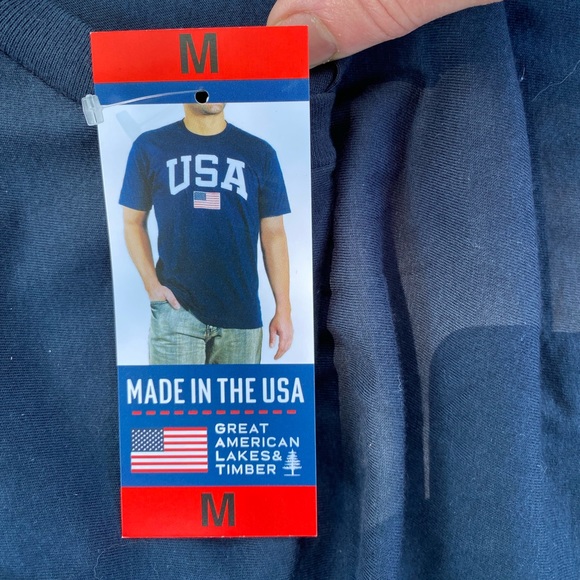 M
USA
MADE IN THE USA
GREAT
AMERICAN
LAKES&
TIMBER
M